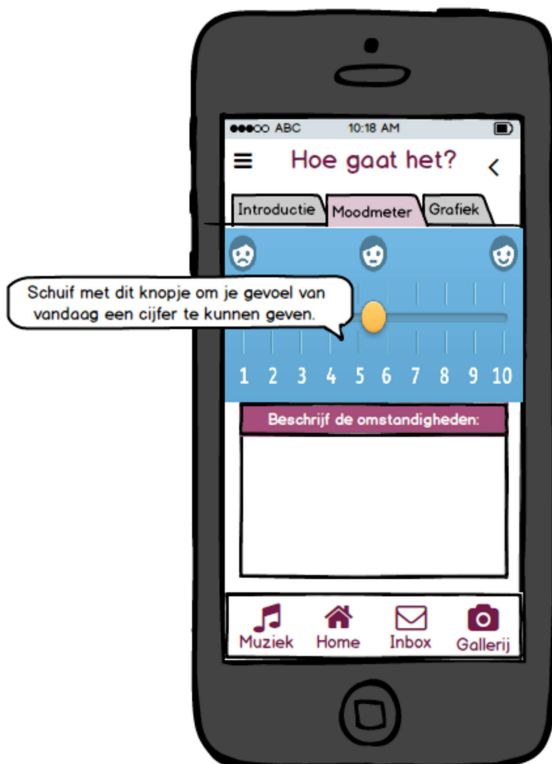 ABC 10:18 AM
Hoe gaat het?
Introductie Moodmeter Grafiek
Schuif met dit knopje om je gevoel van
vandaag een cijfer te kunnen geven.
1 2 3 4 5 6 7 8 9 10
Beschrijf de omstandigheden:
Muziek Home Inbox Gallerij